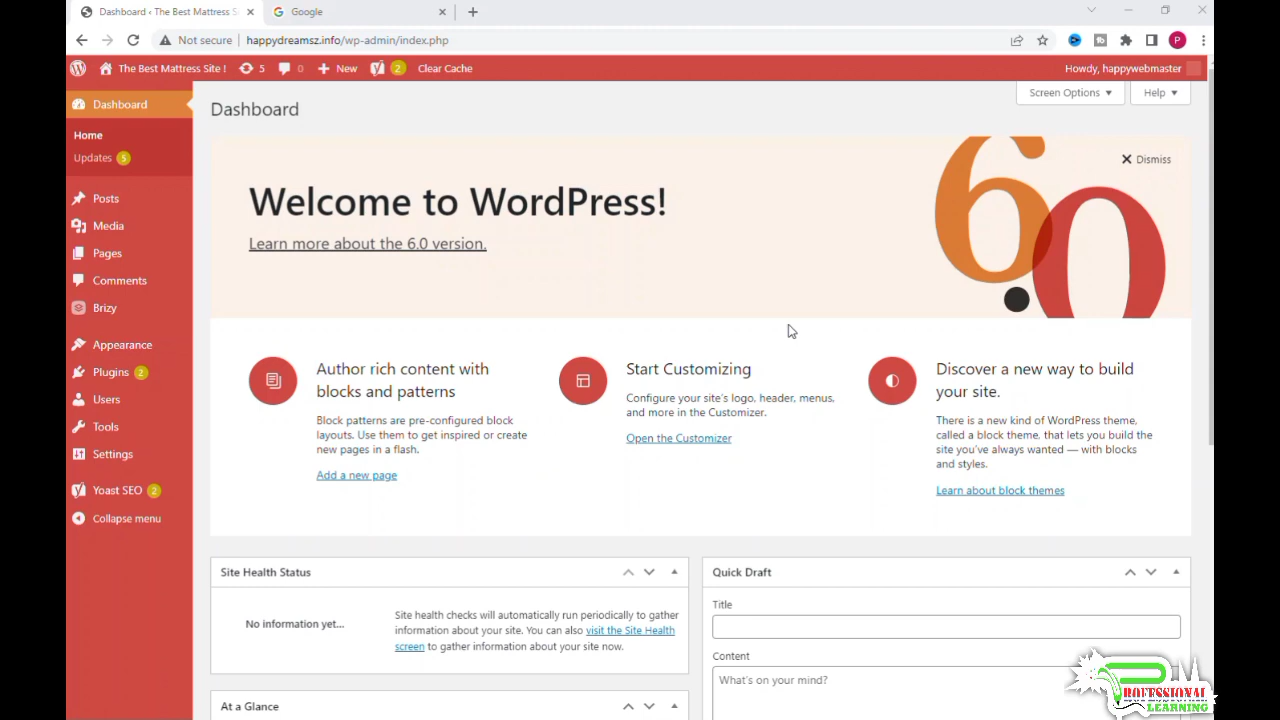 Dashboard ‹ The Best Mattress S
Google
Not secure
happydreamsz.info/wp-admin/index.php
P
The Best Mattress Site !
5
0
New
2
Clear Cache
Howdy, happywebmaster
Dashboard
Home
Updates 5
Posts
Media
Pages
Comments
Brizy
Appearance
Plugins 2
Users
Tools
Settings
Yoast SEO 2
Collapse menu
Screen Options
Help
Dashboard
Dismiss
Welcome to WordPress!
Learn more about the 6.0 version.
6.0
Author rich content with
blocks and patterns
Block patterns are pre-configured block
layouts. Use them to get inspired or create
new pages in a flash.
Add a new page
Start Customizing
Configure your site's logo, header, menus,
and more in the Customizer.
Open the Customizer
Discover a new way to build
your site.
There is a new kind of WordPress theme,
called a block theme, that lets you build the
site you've always wanted — with blocks
and styles.
Learn about block themes
Site Health Status
No information yet...
Site health checks will automatically run periodically to gather
information about your site. You can also visit the Site Health
screen to gather information about your site now.
At a Glance
Quick Draft
Title
Content
What's on your mind?
PROFESSIONAL
LEARNING